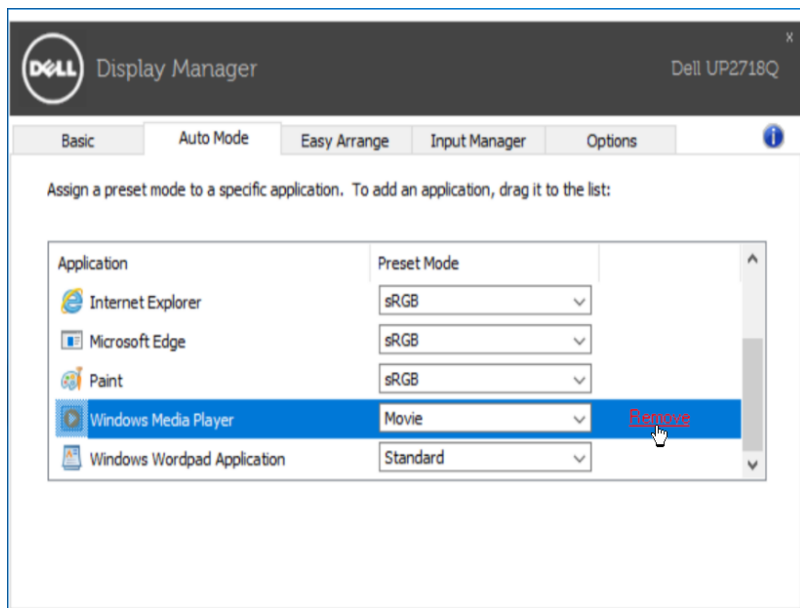 x
DELL Display Manager Dell UP2718Q
Basic Auto Mode Easy Arrange Input Manager Options
Assign a preset mode to a specific application. To add an application, drag it to the list:
Application Preset Mode
Internet Explorer sRGB
Microsoft Edge sRGB
Paint sRGB
Windows Media Player Movie Remove
Windows Wordpad Application Standard